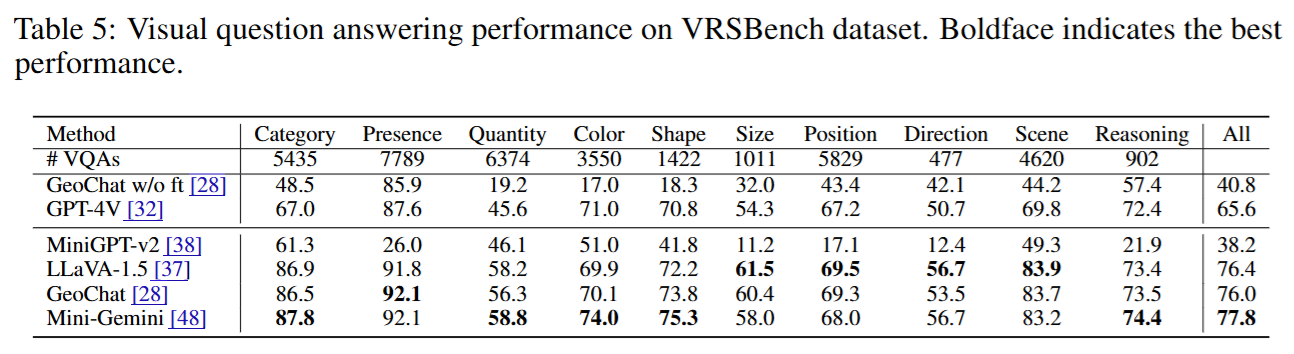 Table 5: Visual question answering performance on VRSBench dataset. Boldface indicates the best
performance.
Method Category Presence Quantity Color Shape Size Position Direction Scene Reasoning All
# VQAs 5435 7789 6374 3550 1422 1011 5829 477 4620 902
GeoChat w/o ft [28] 48.5 85.9 19.2 17.0 18.3 32.0 43.4 42.1 44.2 57.4 40.8
GPT-4V [32] 67.0 87.6 45.6 71.0 70.8 54.3 67.2 50.7 69.8 72.4 65.6
MiniGPT-v2 [38] 61.3 26.0 46.1 51.0 41.8 11.2 17.1 12.4 49.3 21.9 38.2
LLaVA-1.5 [37] 86.9 91.8 58.2 69.9 72.2 61.5 69.5 56.7 83.9 73.4 76.4
GeoChat [28] 86.5 92.1 56.3 70.1 73.8 60.4 69.3 53.5 83.7 73.5 76.0
Mini-Gemini [48] 87.8 92.1 58.8 74.0 75.3 58.0 68.0 56.7 83.2 74.4 77.8